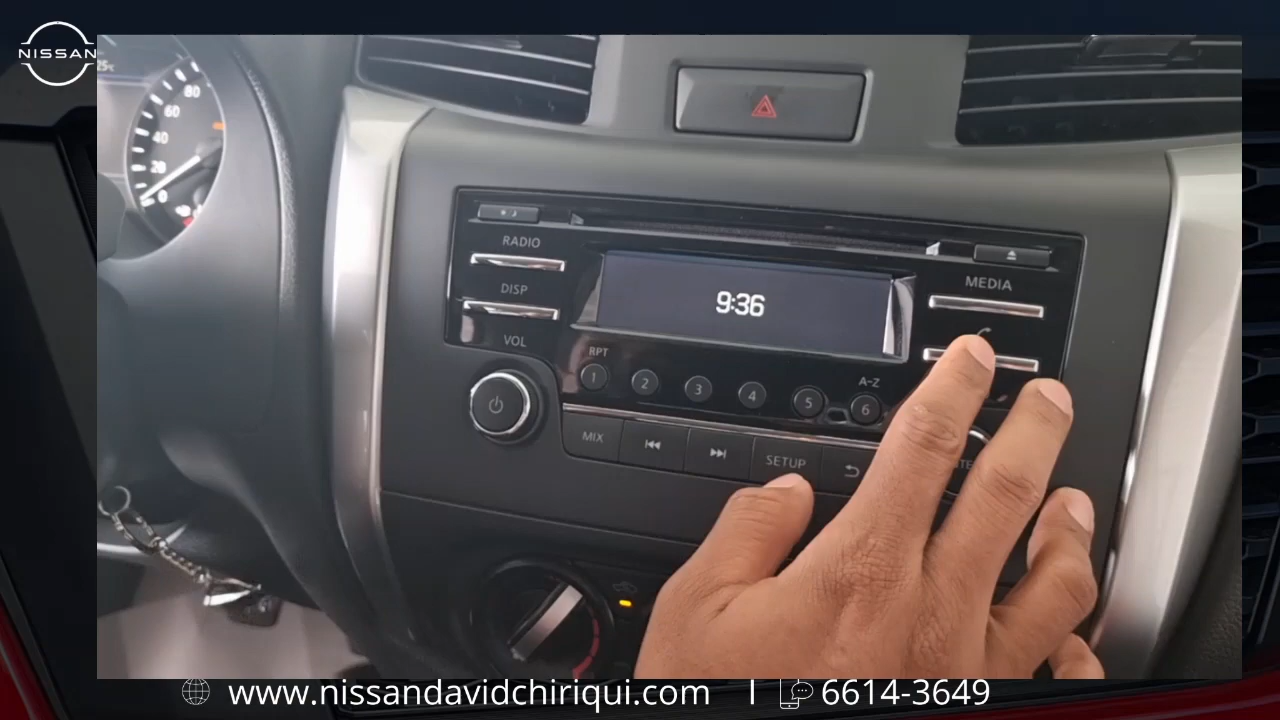 NISSAN
25°C
80
60
40
20
0
RADIO
MEDIA
DISP
9:36
VOL
RPT
A-Z
1 2 3 4 5 6
MIX
SETUP
www.nissandavidchiriqui.com | 6614-3649